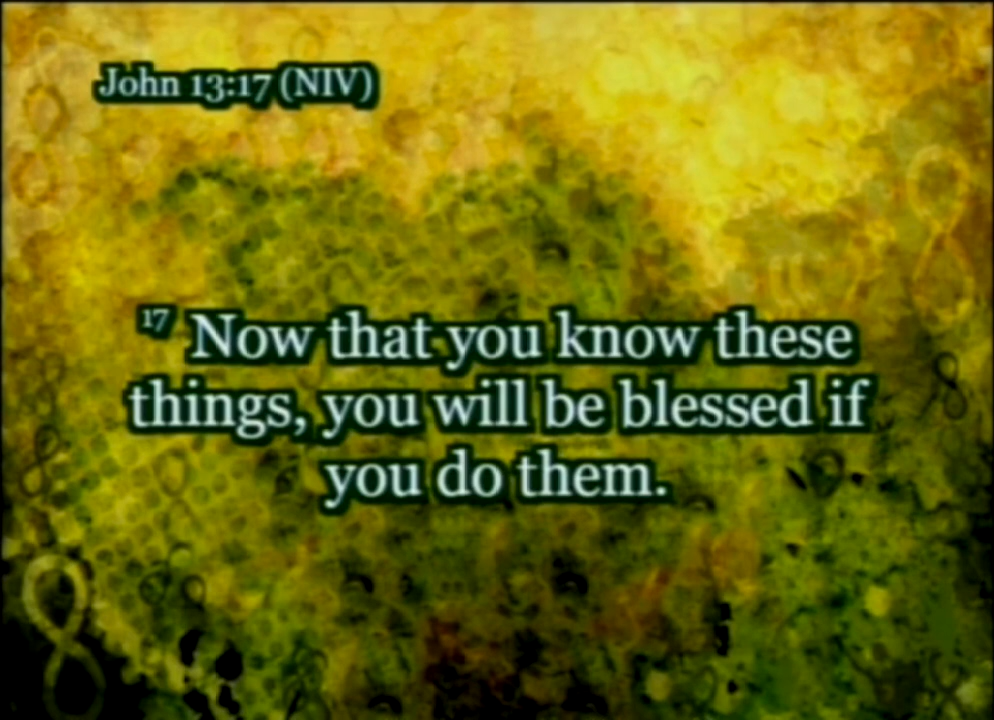 John 13:17 (NIV)
17 Now that you know these
things, you will be blessed if
you do them.